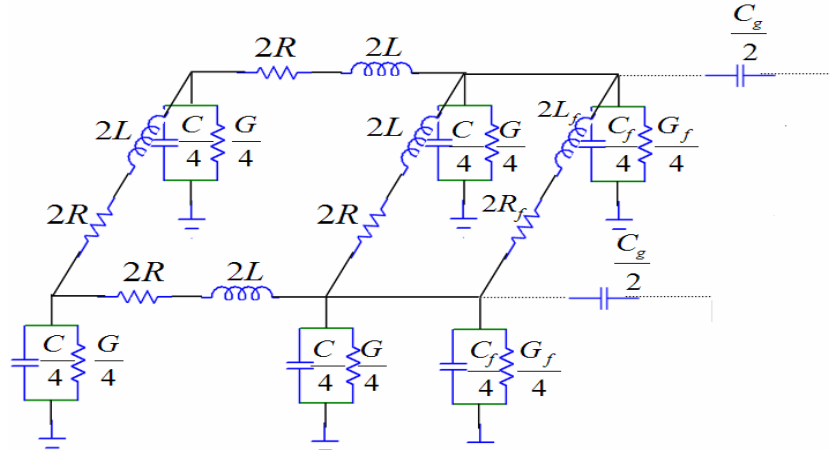 2R 2L C_g/2
2L C/4 G/4 2L C/4 G/4 2L_f C_f/4 G_f/4
2R 2R 2R_f
2R 2L C_g/2
C/4 G/4 C/4 G/4 C_f/4 G_f/4